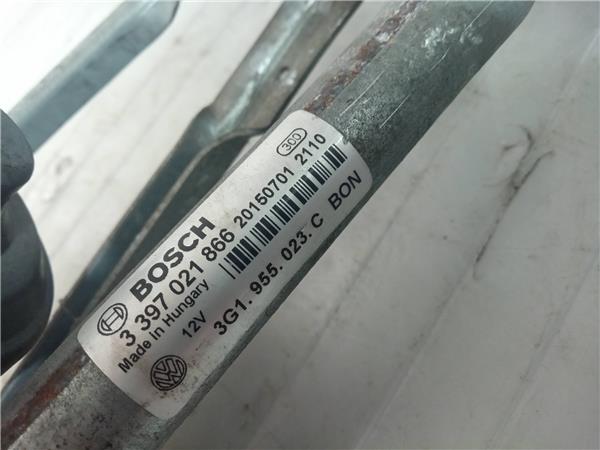 300
BOSCH
3 397 021 866 20150701 2110
Made in Hungary
12V 3G1. 955. 023. C BON